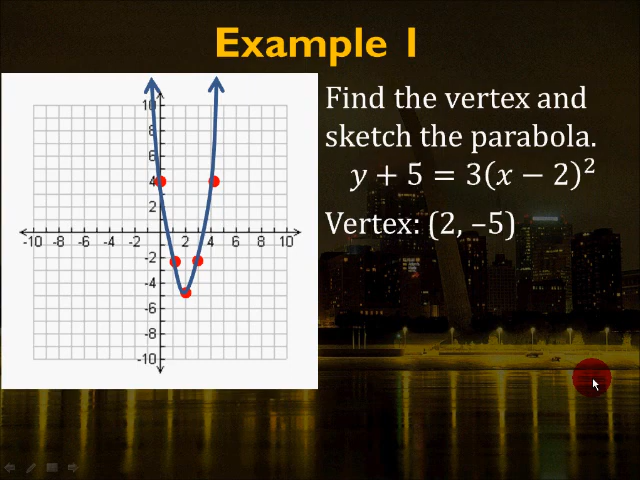 Example 1
Find the vertex and
sketch the parabola.
y + 5 = 3(x − 2)²
Vertex: (2, –5)
10
8
6
4
2
-10 -8 -6 -4 -2 2 4 6 8 10
-2
-4
-6
-8
-10